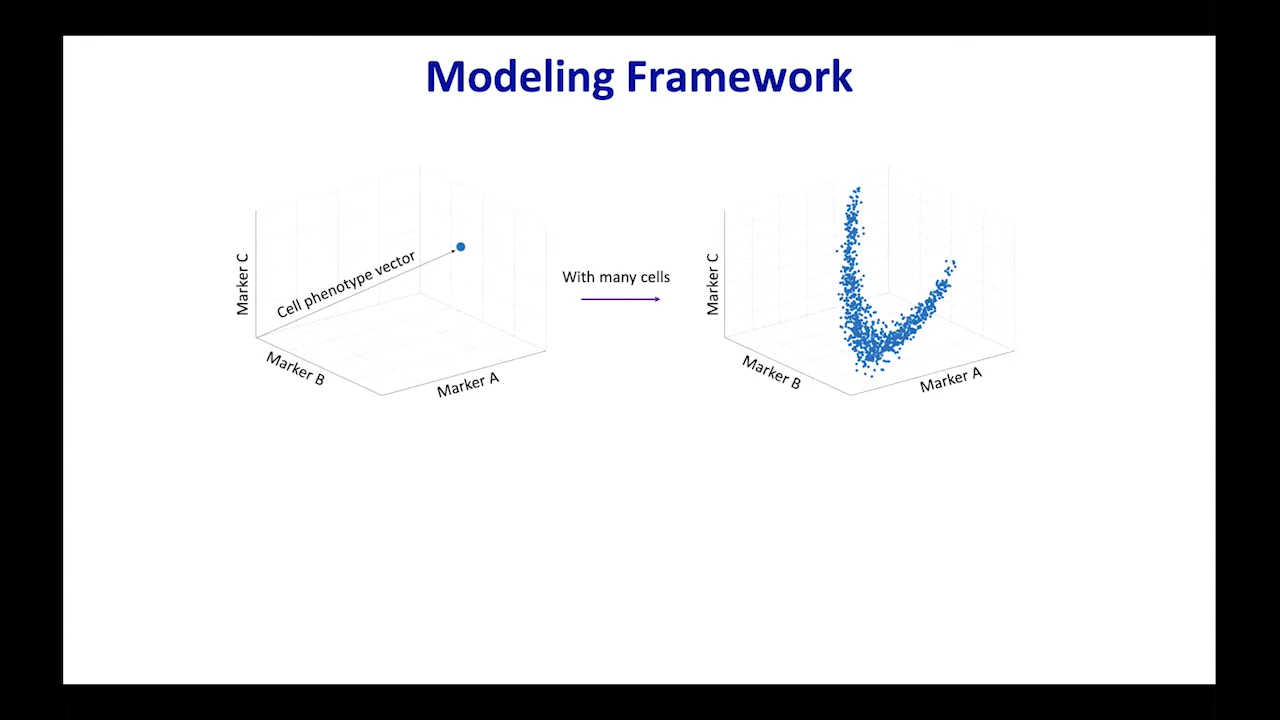 Modeling Framework
Marker C
Cell phenotype vector
Marker B
Marker A
With many cells
Marker C
Marker B
Marker A